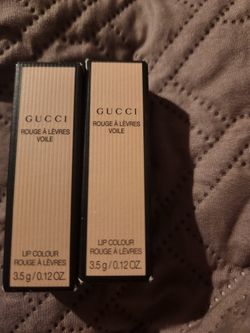 GUCCI
ROUGE À LÈVRES
VOILE
LIP COLOUR
ROUGE À LÈVRES
3.5 g / 0.12 OZ.
GUCCI
ROUGE À LÈVRES
VOILE
LIP COLOUR
ROUGE À LÈVRES
3.5 g / 0.12 OZ.